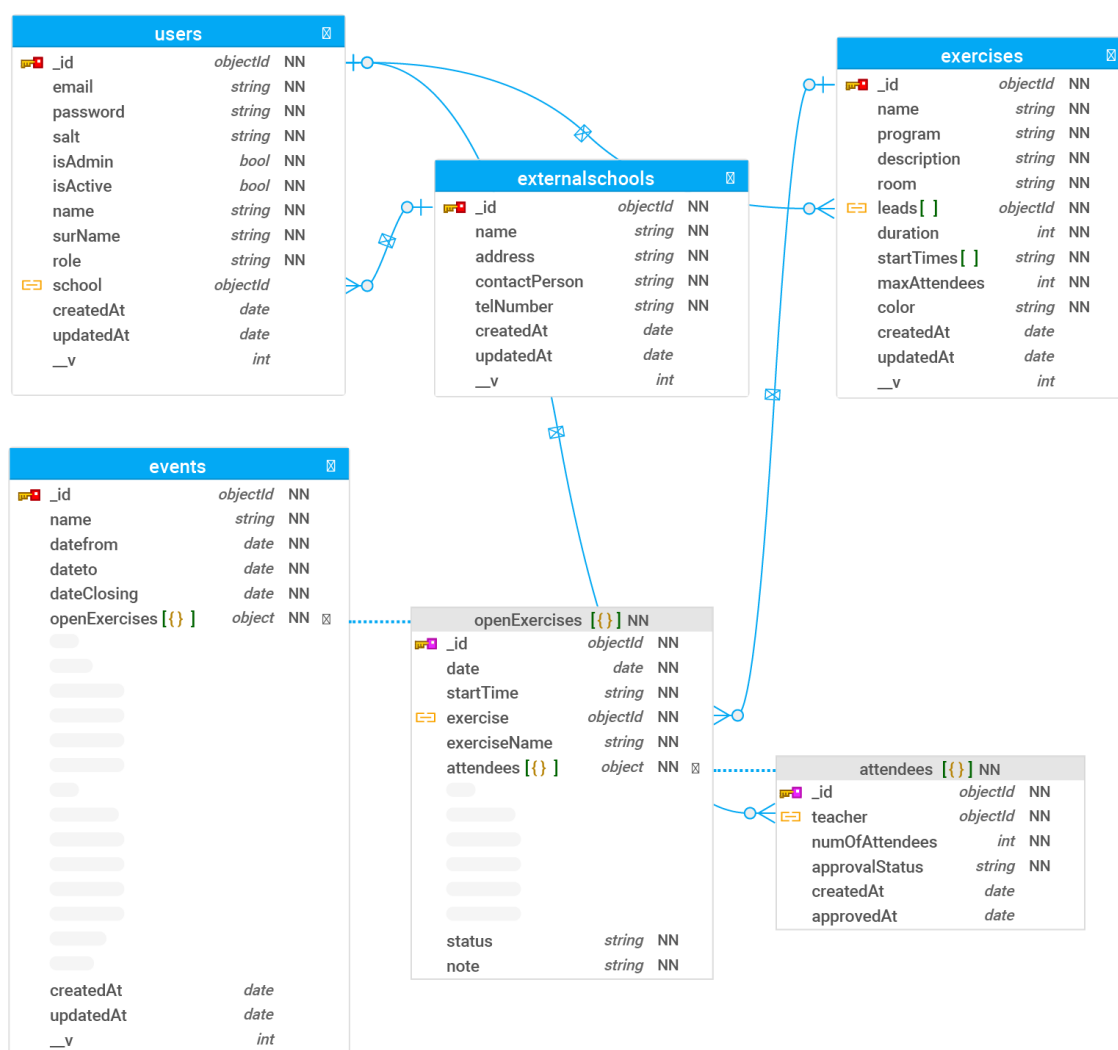 users
_id objectId NN
email string NN
password string NN
salt string NN
isAdmin bool NN
isActive bool NN
name string NN
surName string NN
role string NN
school objectId
createdAt date
updatedAt date
__v int
externalschools
_id objectId NN
name string NN
address string NN
contactPerson string NN
telNumber string NN
createdAt date
updatedAt date
__v int
exercises
_id objectId NN
name string NN
program string NN
description string NN
room string NN
leads[ ] objectId NN
duration int NN
startTimes[ ] string NN
maxAttendees int NN
color string NN
createdAt date
updatedAt date
__v int
events
_id objectId NN
name string NN
datefrom date NN
dateto date NN
dateClosing date NN
openExercises [{} ] object NN
createdAt date
updatedAt date
__v int
openExercises [{} ] NN
_id objectId NN
date date NN
startTime string NN
exercise objectId NN
exerciseName string NN
attendees [{} ] object NN
status string NN
note string NN
attendees [{} ] NN
_id objectId NN
teacher objectId NN
numOfAttendees int NN
approvalStatus string NN
createdAt date
approvedAt date